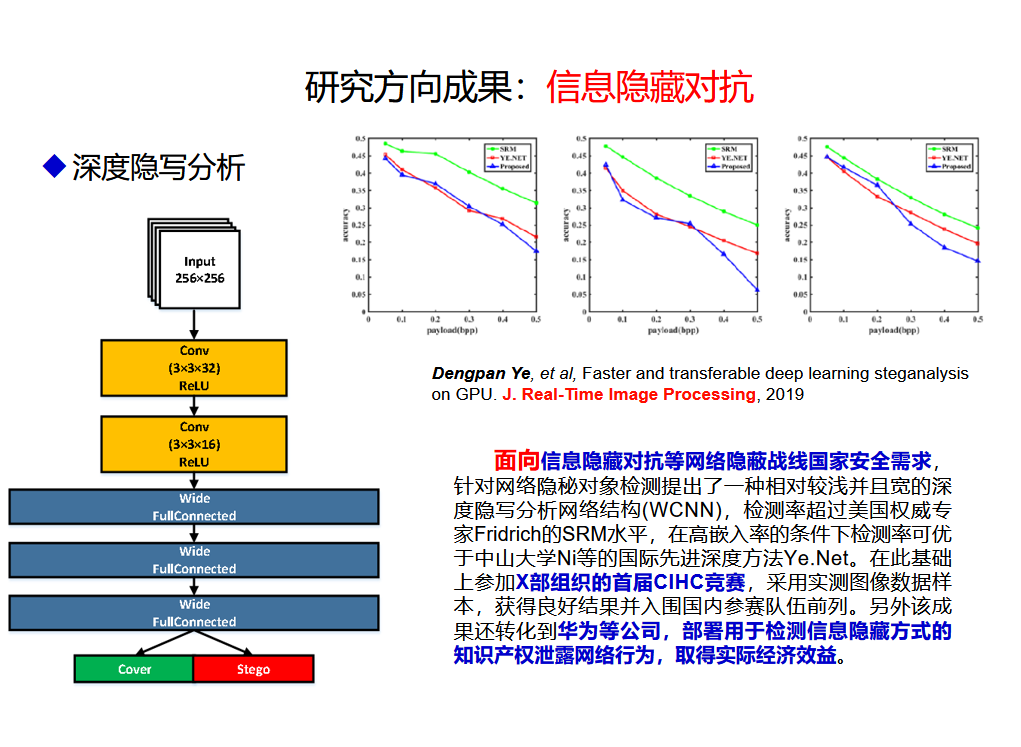 研究方向成果：信息隐藏对抗
◆ 深度隐写分析
Input
256×256
Conv
(3×3×32)
ReLU
Conv
(3×3×16)
ReLU
Wide
FullConnected
Wide
FullConnected
Wide
FullConnected
Cover
Stego
0.5
0.45
0.4
0.35
0.3
0.25
0.2
0.15
0.1
0.05
0
accuracy
SRM
YE.NET
Proposed
0 0.1 0.2 0.3 0.4 0.5
payload(bpp)
0.5
0.45
0.4
0.35
0.3
0.25
0.2
0.15
0.1
0.05
0
accuracy
SRM
YE.NET
Proposed
0 0.1 0.2 0.3 0.4 0.5
payload(bpp)
0.5
0.45
0.4
0.35
0.3
0.25
0.2
0.15
0.1
0.05
0
accuracy
SRM
YE.NET
Proposed
0 0.1 0.2 0.3 0.4 0.5
payload(bpp)
Dengpan Ye, et al, Faster and transferable deep learning steganalysis
on GPU. J. Real-Time Image Processing, 2019
面向信息隐藏对抗等网络隐蔽战线国家安全需求，
针对网络隐秘对象检测提出了一种相对较浅并且宽的深
度隐写分析网络结构(WCNN)，检测率超过美国权威专
家Fridrich的SRM水平，在高嵌入率的条件下检测率可优
于中山大学Ni等的国际先进深度方法Ye.Net。在此基础
上参加X部组织的首届CIHC竞赛，采用实测图像数据样
本，获得良好结果并入围国内参赛队伍前列。另外该成
果还转化到华为等公司，部署用于检测信息隐藏方式的
知识产权泄露网络行为，取得实际经济效益。